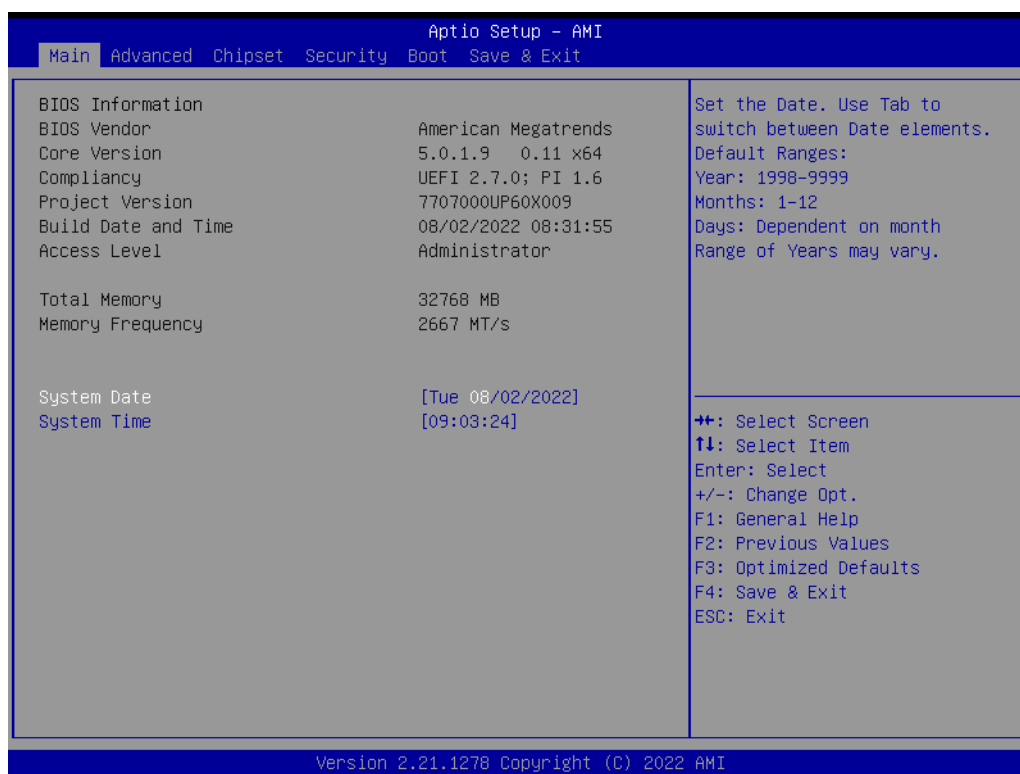 Aptio Setup – AMI
Main Advanced Chipset Security Boot Save & Exit
BIOS Information
BIOS Vendor American Megatrends
Core Version 5.0.1.9 0.11 x64
Compliancy UEFI 2.7.0; PI 1.6
Project Version 7707000UP60X009
Build Date and Time 08/02/2022 08:31:55
Access Level Administrator
Total Memory 32768 MB
Memory Frequency 2667 MT/s
System Date [Tue 08/02/2022]
System Time [09:03:24]
Set the Date. Use Tab to
switch between Date elements.
Default Ranges:
Year: 1998-9999
Months: 1-12
Days: Dependent on month
Range of Years may vary.
→←: Select Screen
↑↓: Select Item
Enter: Select
+/-: Change Opt.
F1: General Help
F2: Previous Values
F3: Optimized Defaults
F4: Save & Exit
ESC: Exit
Version 2.21.1278 Copyright (C) 2022 AMI